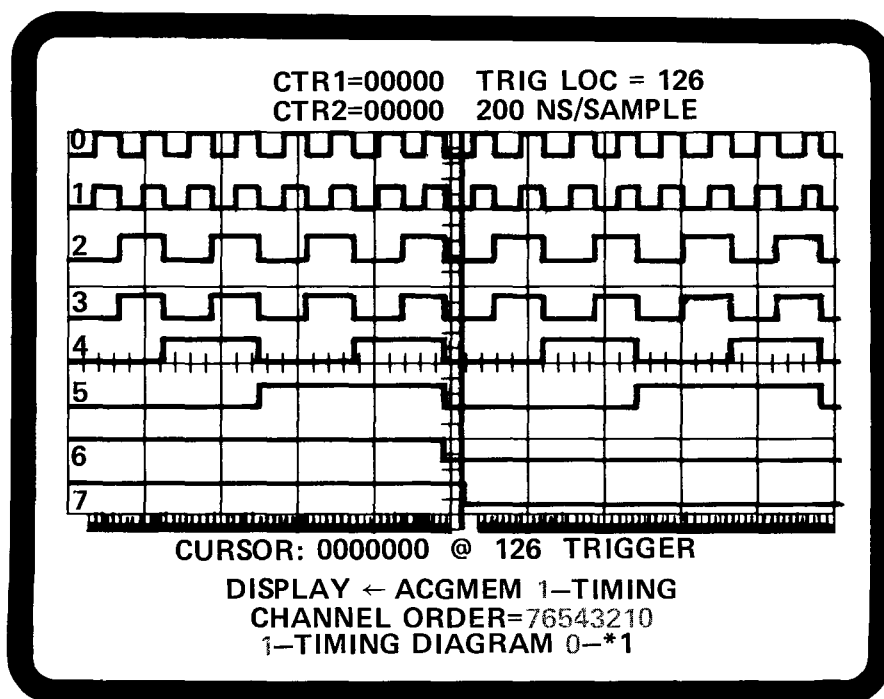 CTR1=00000 TRIG LOC = 126
CTR2=00000 200 NS/SAMPLE
0
1
2
3
4
5
6
7
CURSOR: 0000000 @ 126 TRIGGER
DISPLAY ← ACGMEM 1–TIMING
CHANNEL ORDER=76543210
1–TIMING DIAGRAM 0–*1